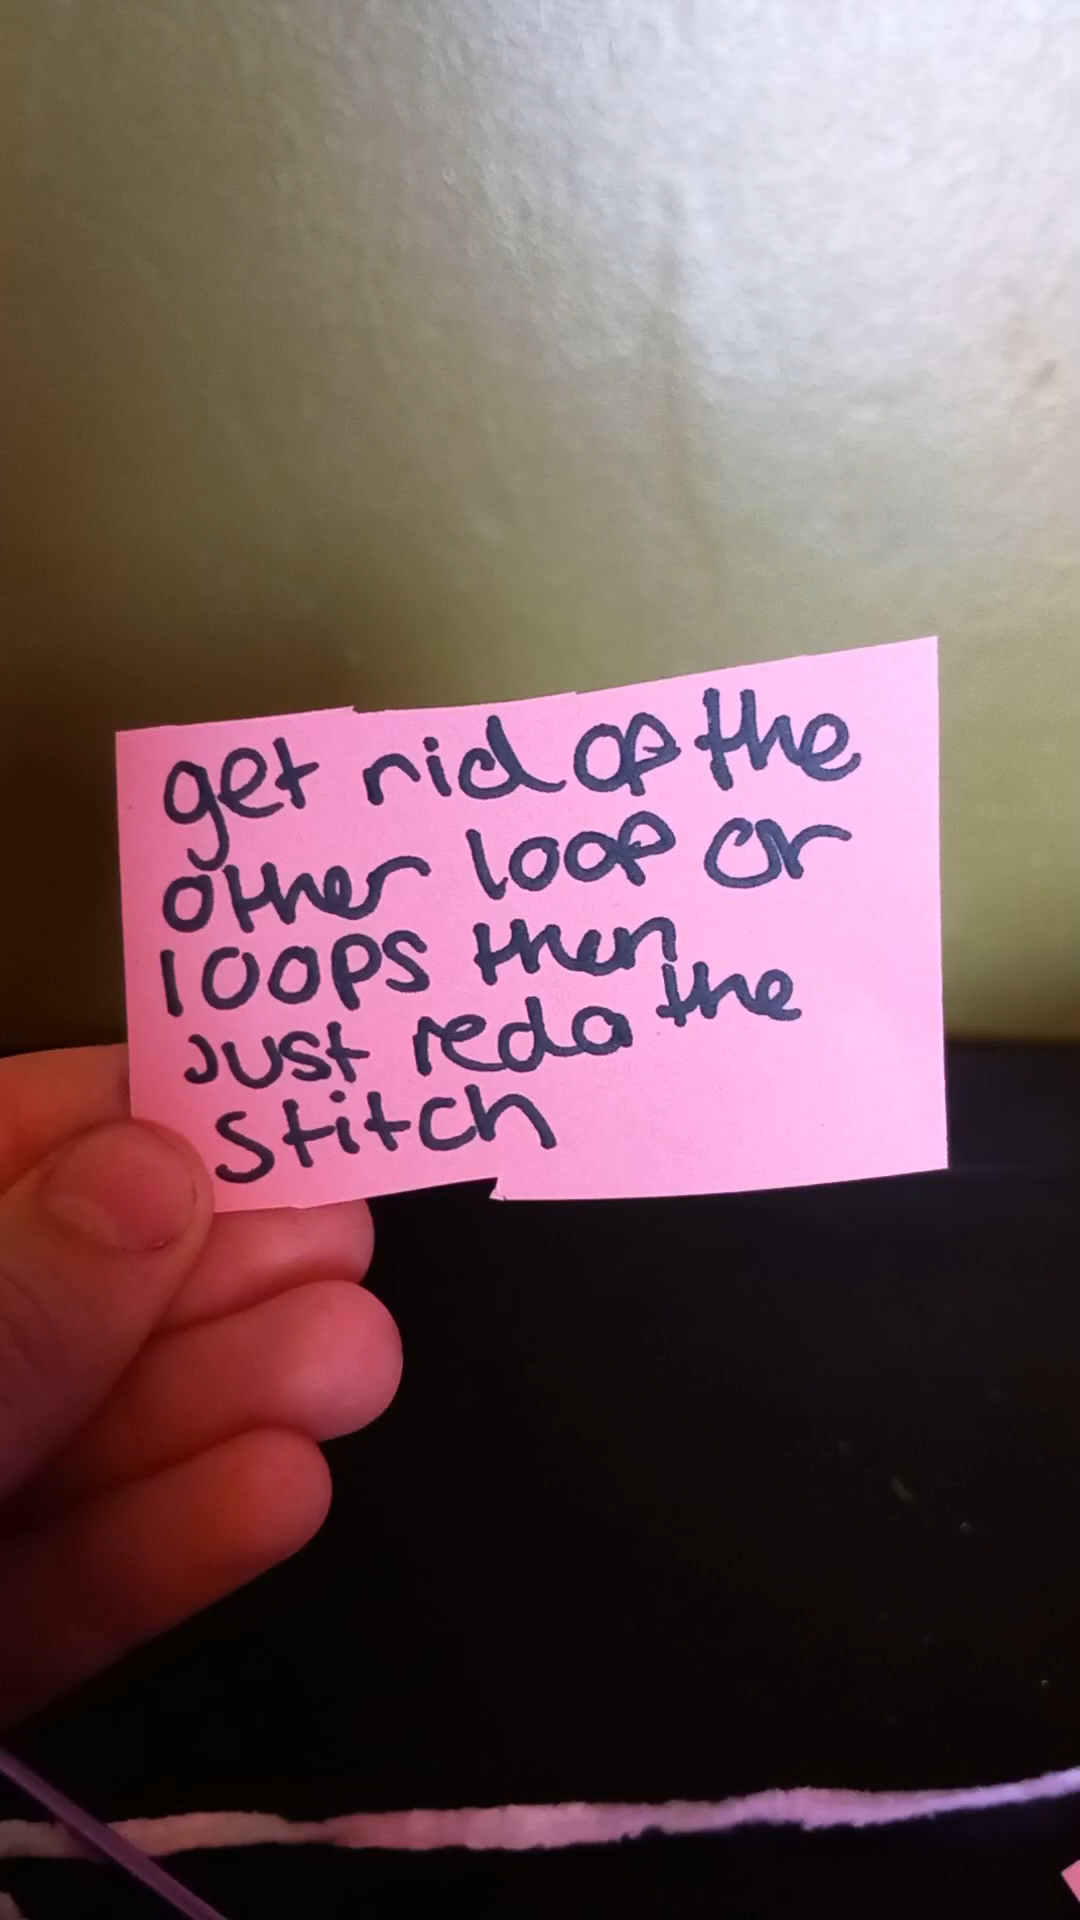 get rid of the
other loop or
loops then
just redo the
stitch